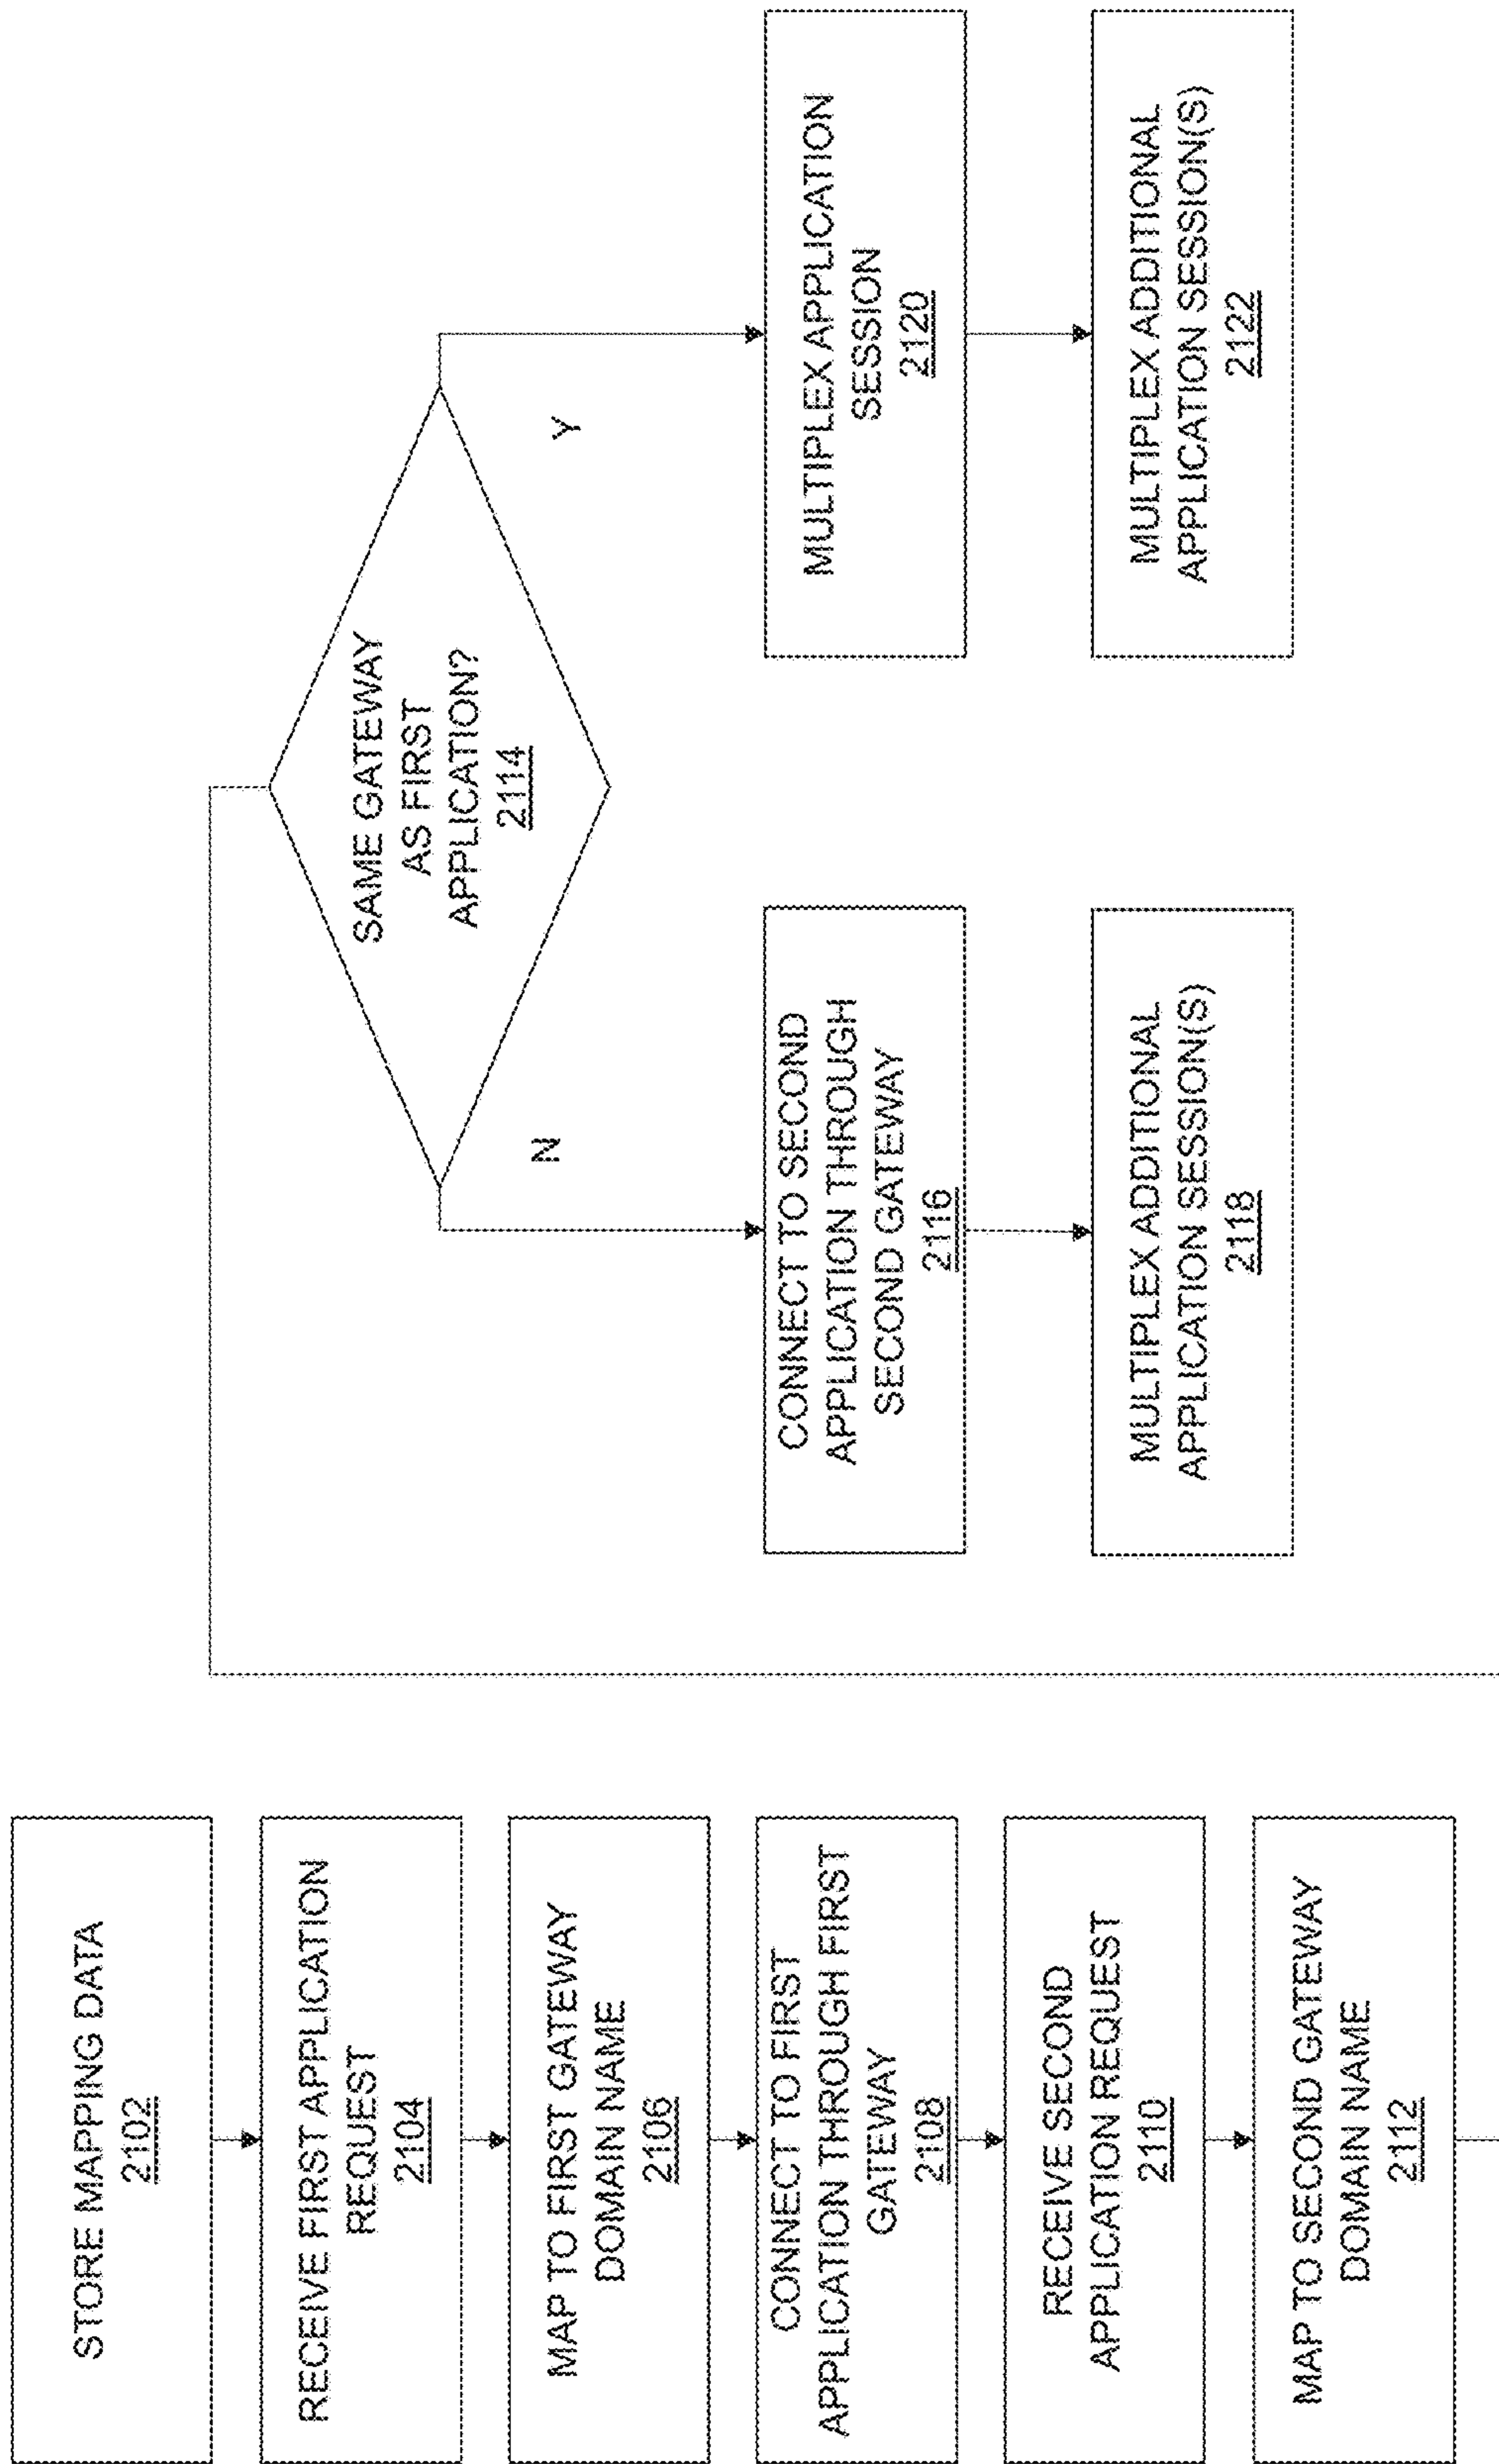 STORE MAPPING DATA
2102
RECEIVE FIRST APPLICATION
REQUEST
2104
MAP TO FIRST GATEWAY
DOMAIN NAME
2106
CONNECT TO FIRST
APPLICATION THROUGH FIRST
GATEWAY
2108
RECEIVE SECOND
APPLICATION REQUEST
2110
MAP TO SECOND GATEWAY
DOMAIN NAME
2112
SAME GATEWAY
AS FIRST
APPLICATION?
2114
N
Y
CONNECT TO SECOND
APPLICATION THROUGH
SECOND GATEWAY
2116
MULTIPLEX ADDITIONAL
APPLICATION SESSION(S)
2118
MULTIPLEX APPLICATION
SESSION
2120
MULTIPLEX ADDITIONAL
APPLICATION SESSION(S)
2122